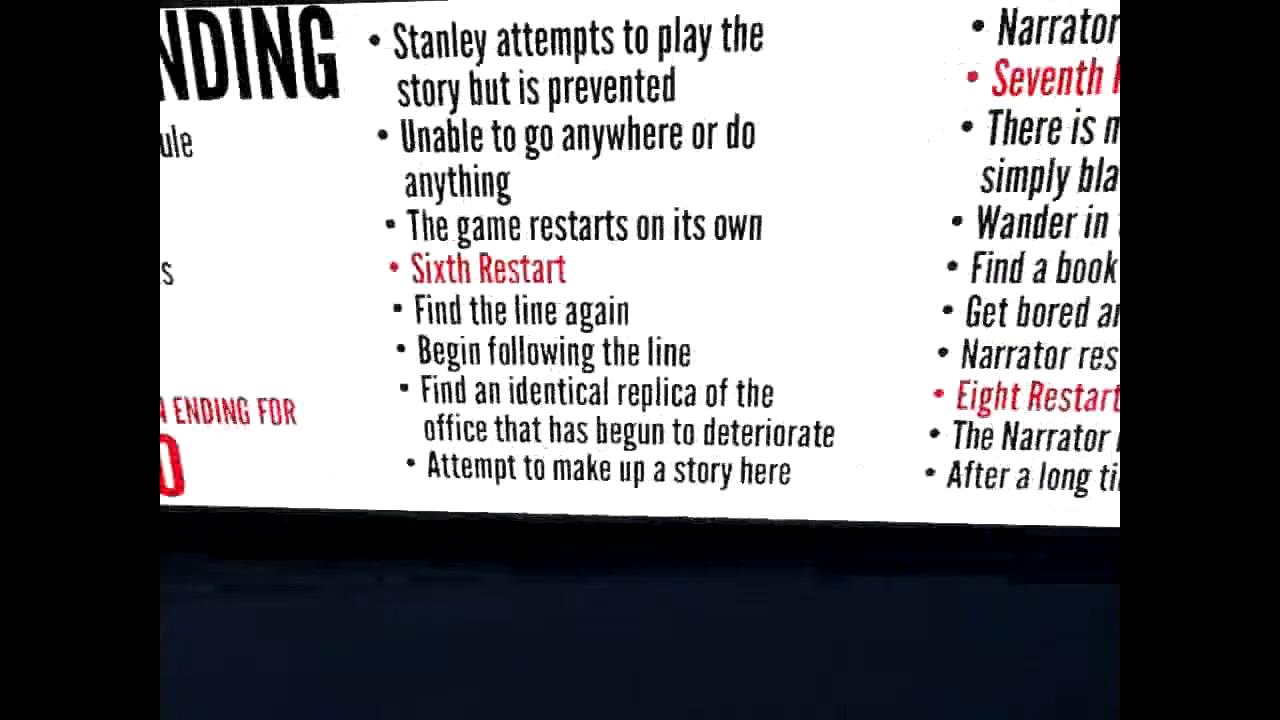 NDING
ule
s
ENDING FOR
• Stanley attempts to play the
story but is prevented
• Unable to go anywhere or do
anything
• The game restarts on its own
• Sixth Restart
• Find the line again
• Begin following the line
• Find an identical replica of the
office that has begun to deteriorate
• Attempt to make up a story here
• Narrator
• Seventh
• There is
simply bla
• Wander in
• Find a book
• Get bored
• Narrator res
• Eight Restart
• The Narrator
• After a long ti